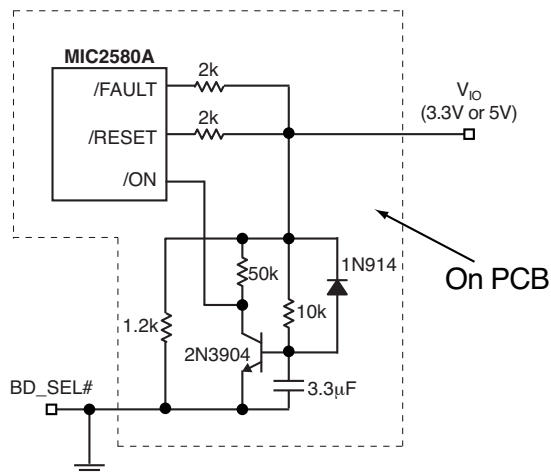 MIC2580A
/FAULT
2k
/RESET
2k
/ON
VIO
(3.3V or 5V)
1N914
On PCB
50k
10k
1.2k
2N3904
3.3µF
BD_SEL#